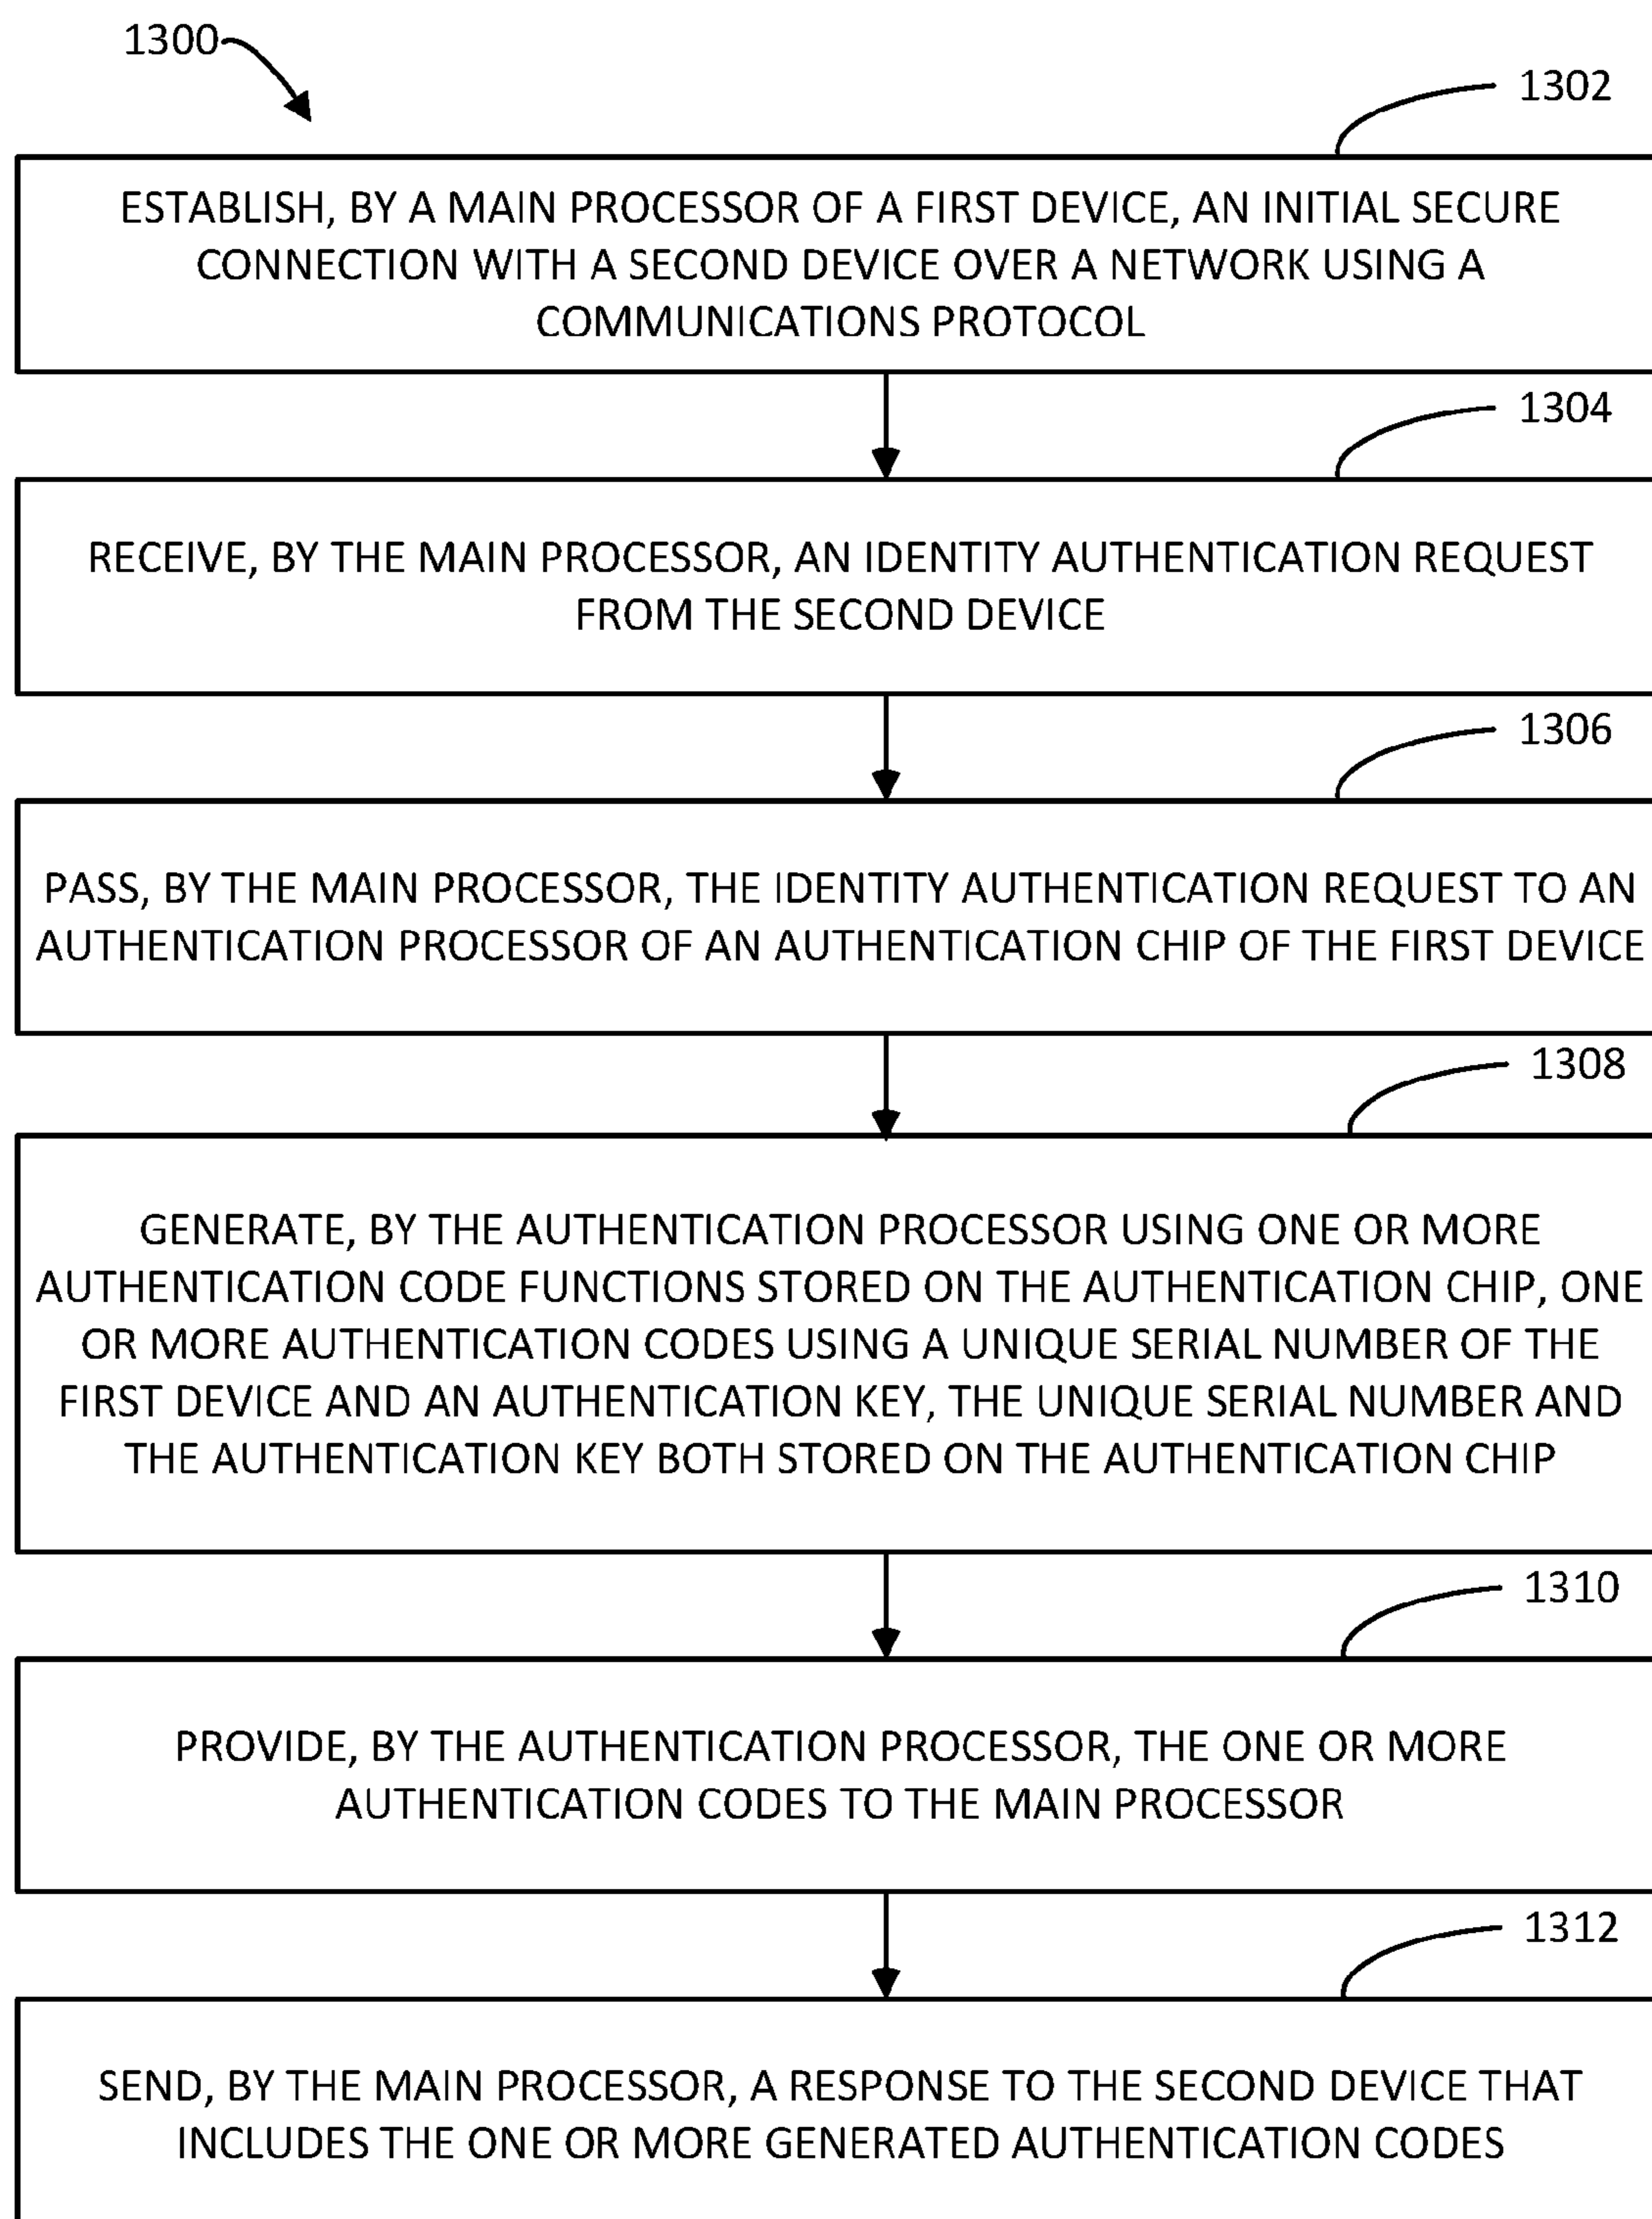 1300
1302
ESTABLISH, BY A MAIN PROCESSOR OF A FIRST DEVICE, AN INITIAL SECURE
CONNECTION WITH A SECOND DEVICE OVER A NETWORK USING A
COMMUNICATIONS PROTOCOL
1304
RECEIVE, BY THE MAIN PROCESSOR, AN IDENTITY AUTHENTICATION REQUEST
FROM THE SECOND DEVICE
1306
PASS, BY THE MAIN PROCESSOR, THE IDENTITY AUTHENTICATION REQUEST TO AN
AUTHENTICATION PROCESSOR OF AN AUTHENTICATION CHIP OF THE FIRST DEVICE
1308
GENERATE, BY THE AUTHENTICATION PROCESSOR USING ONE OR MORE
AUTHENTICATION CODE FUNCTIONS STORED ON THE AUTHENTICATION CHIP, ONE
OR MORE AUTHENTICATION CODES USING A UNIQUE SERIAL NUMBER OF THE
FIRST DEVICE AND AN AUTHENTICATION KEY, THE UNIQUE SERIAL NUMBER AND
THE AUTHENTICATION KEY BOTH STORED ON THE AUTHENTICATION CHIP
1310
PROVIDE, BY THE AUTHENTICATION PROCESSOR, THE ONE OR MORE
AUTHENTICATION CODES TO THE MAIN PROCESSOR
1312
SEND, BY THE MAIN PROCESSOR, A RESPONSE TO THE SECOND DEVICE THAT
INCLUDES THE ONE OR MORE GENERATED AUTHENTICATION CODES